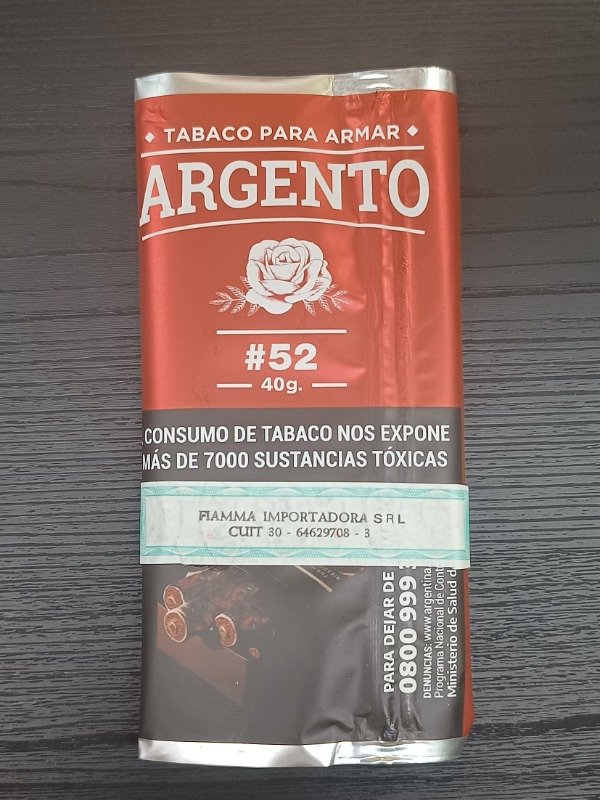 TABACO PARA ARMAR
ARGENTO
#52
40g.
CONSUMO DE TABACO NOS EXPONE
MÁS DE 7000 SUSTANCIAS TÓXICAS
FIAMMA IMPORTADORA SRL
CUIT 30 - 64629708 - 3
PARA DEJAR DE
0800 999
DENUNCIAS: www.argentina
Programa Nacional de Cont
Ministerio de Salud d